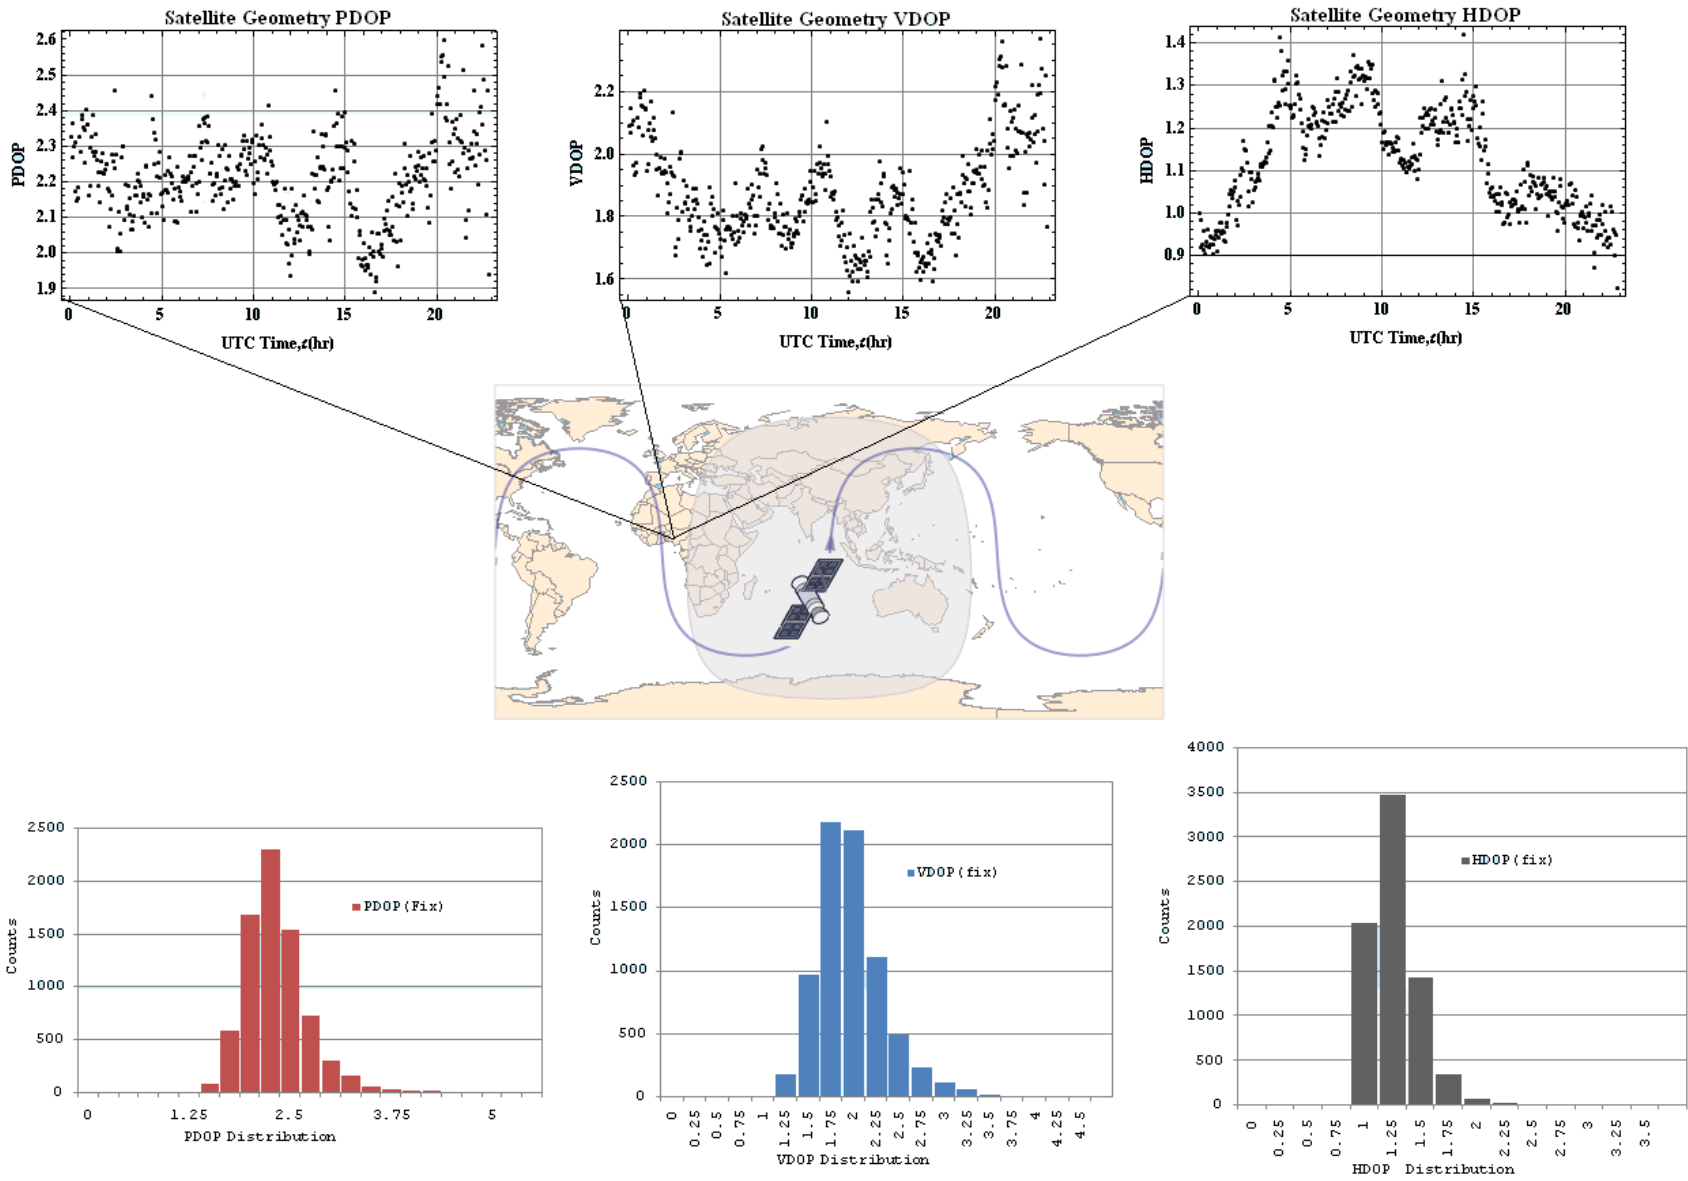 Satellite Geometry PDOP
2.6
2.5
2.4
2.3
2.2
2.1
2.0
1.9
PDOP
0 5 10 15 20
UTC Time,t(hr)
Satellite Geometry VDOP
2.2
2.0
1.8
1.6
VDOP
0 5 10 15 20
UTC Time,t(hr)
Satellite Geometry HDOP
1.4
1.3
1.2
1.1
1.0
0.9
HDOP
0 5 10 15 20
UTC Time,t(hr)
2500
2000
1500
1000
500
0
Counts
PDOP(Fix)
0 1.25 2.5 3.75 5
PDOP Distribution
2500
2000
1500
1000
500
0
Counts
VDOP(fix)
0 0.25 0.5 0.75 1 1.25 1.5 1.75 2 2.25 2.5 2.75 3 3.25 3.5 3.75 4 4.25 4.5
VDOP Distribution
4000
3500
3000
2500
2000
1500
1000
500
0
Counts
HDOP(fix)
0 0.25 0.5 0.75 1 1.25 1.5 1.75 2 2.25 2.5 2.75 3 3.25 3.5
HDOP Distribution